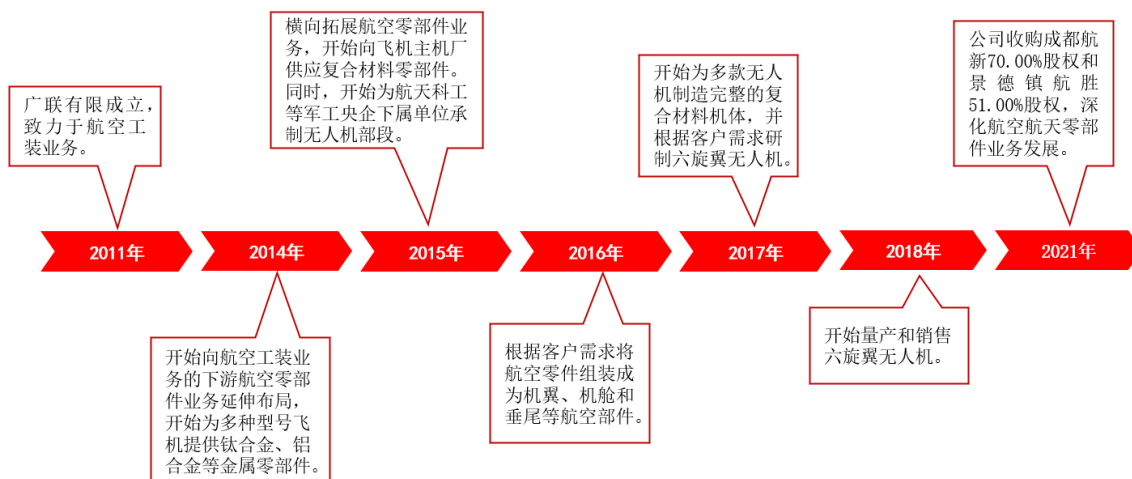 广联有限成立，
致力于航空工
装业务。
横向拓展航空零部件业
务，开始向飞机主机厂
供应复合材料零部件。
同时，开始为航天科工
等军工央企下属单位承
制无人机部段。
开始为多款无人
机制造完整的复
合材料机体，并
根据客户需求研
制六旋翼无人机。
公司收购成都航
新70.00%股权和
景德镇航胜
51.00%股权，深
化航空航天零部
件业务发展。
2011年
2014年
2015年
2016年
2017年
2018年
2021年
开始向航空工装业
务的下游航空零部
件业务延伸布局，
开始为多种型号飞
机提供钛合金、铝
合金等金属零部件。
根据客户需求将
航空零件组装成
为机翼、机舱和
垂尾等航空部件。
开始量产和销售
六旋翼无人机。